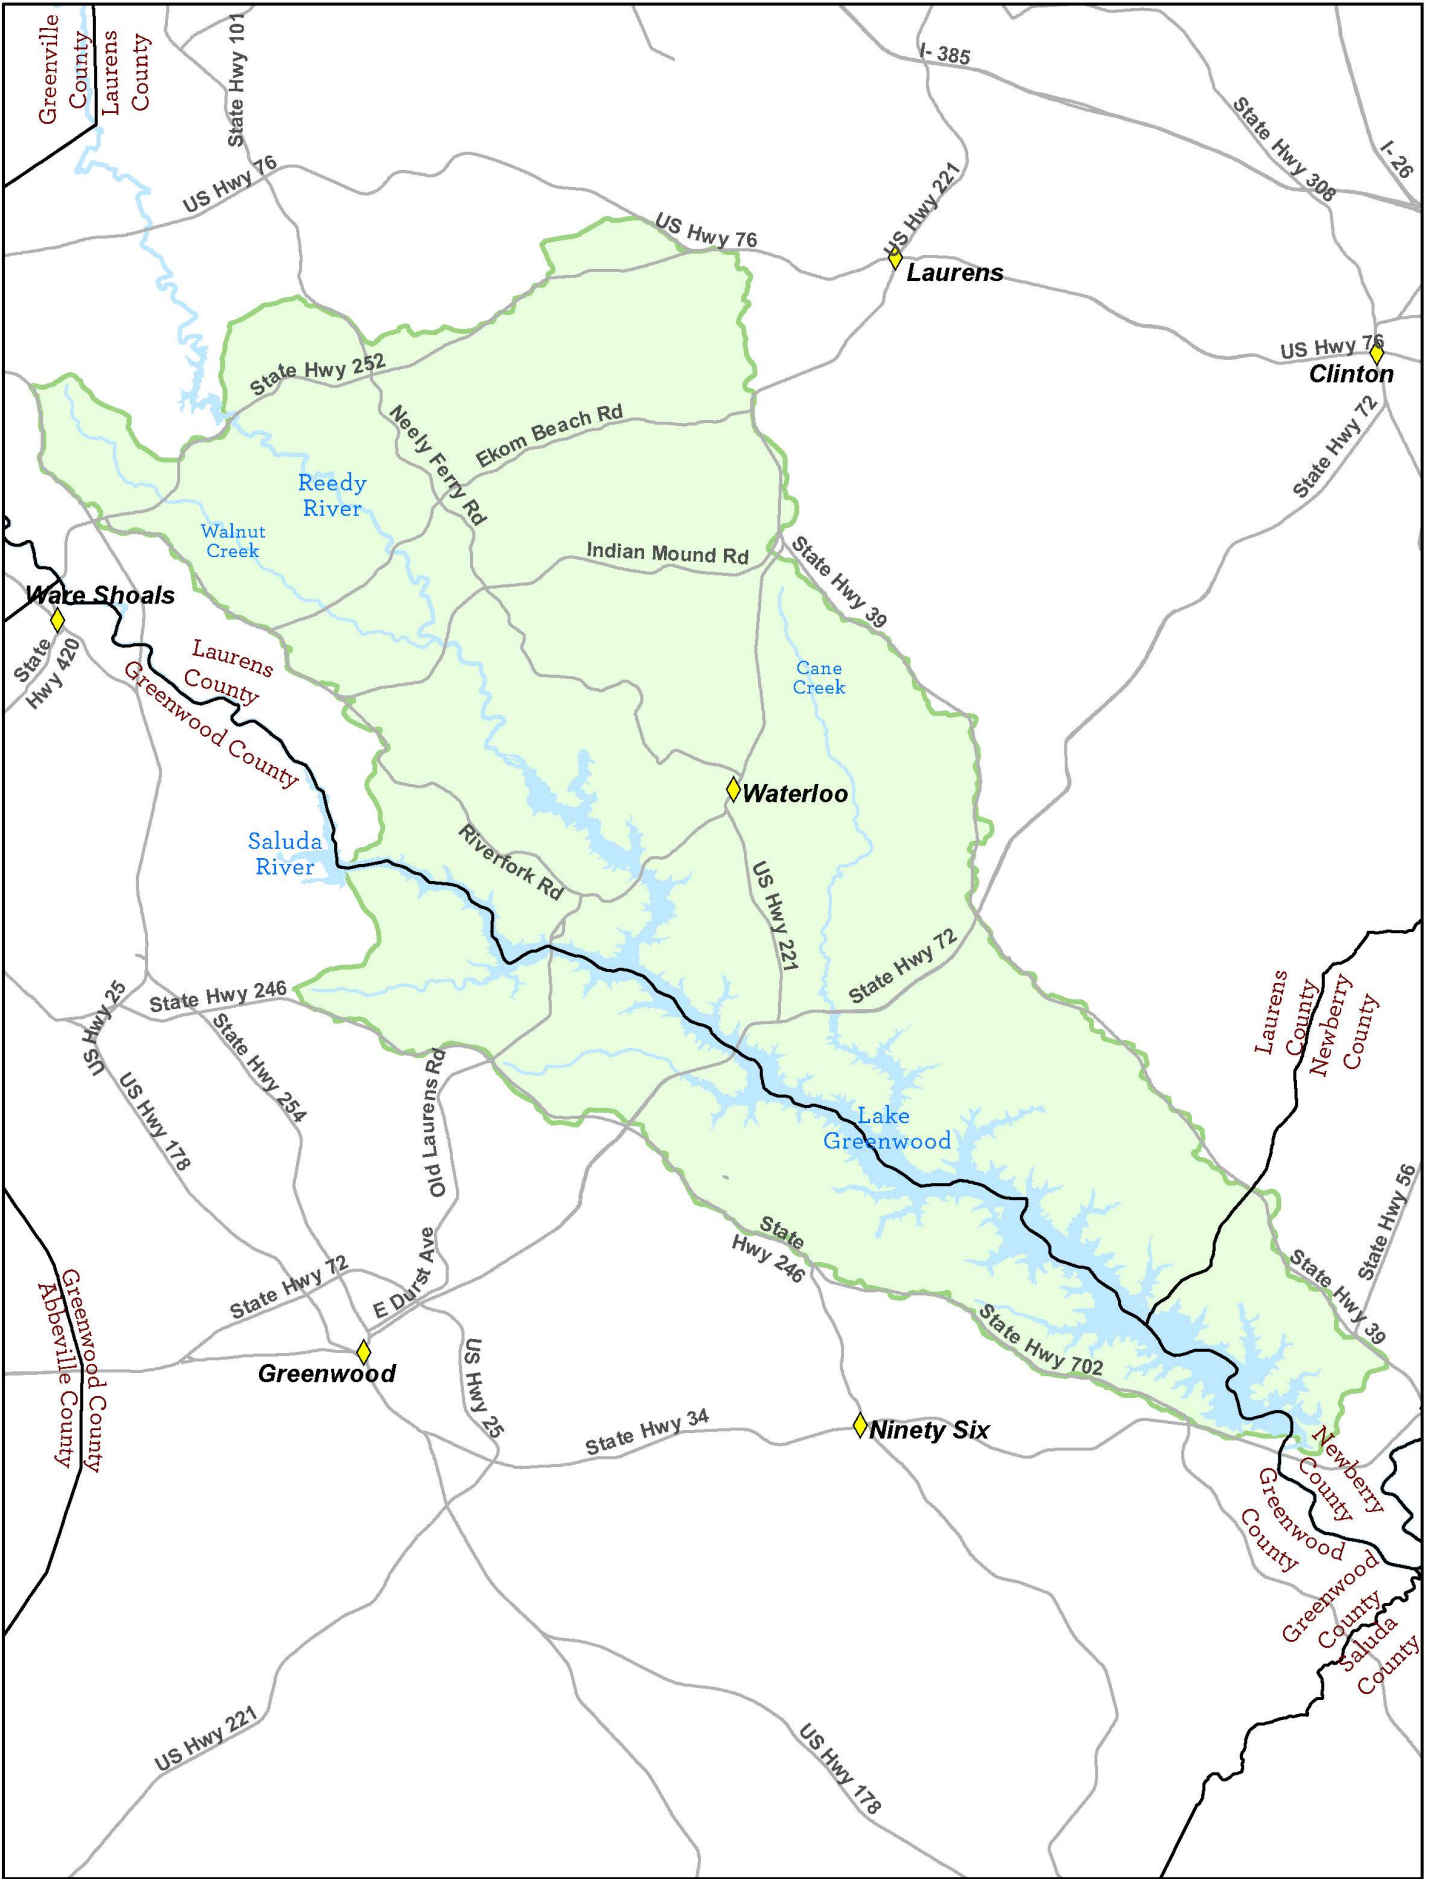 Greenville
County
Laurens
County
State Hwy 101
I- 385
State Hwy 308
I- 26
US Hwy 76
US Hwy 221
US Hwy 76
Laurens
US Hwy 76
Clinton
State Hwy 72
State Hwy 252
Neely Ferry Rd
Ekom Beach Rd
Reedy
River
Walnut
Creek
Indian Mound Rd
State Hwy 39
Ware Shoals
State
Hwy 420
Laurens
County
Greenwood County
Cane
Creek
Waterloo
Saluda
River
Riverfork Rd
US Hwy 221
State Hwy 72
US Hwy 25
State Hwy 246
State Hwy 254
US Hwy 178
Old Laurens Rd
Laurens
County
Newberry
County
Lake
Greenwood
State Hwy 56
State
Hwy 246
State Hwy 39
Greenwood County
Abbeville County
State Hwy 72
E Durst Ave
Greenwood
US Hwy 25
State Hwy 702
State Hwy 34
Ninety Six
Newberry
County
Greenwood
County
Greenwood
County
Saluda
County
US Hwy 221
US Hwy 178